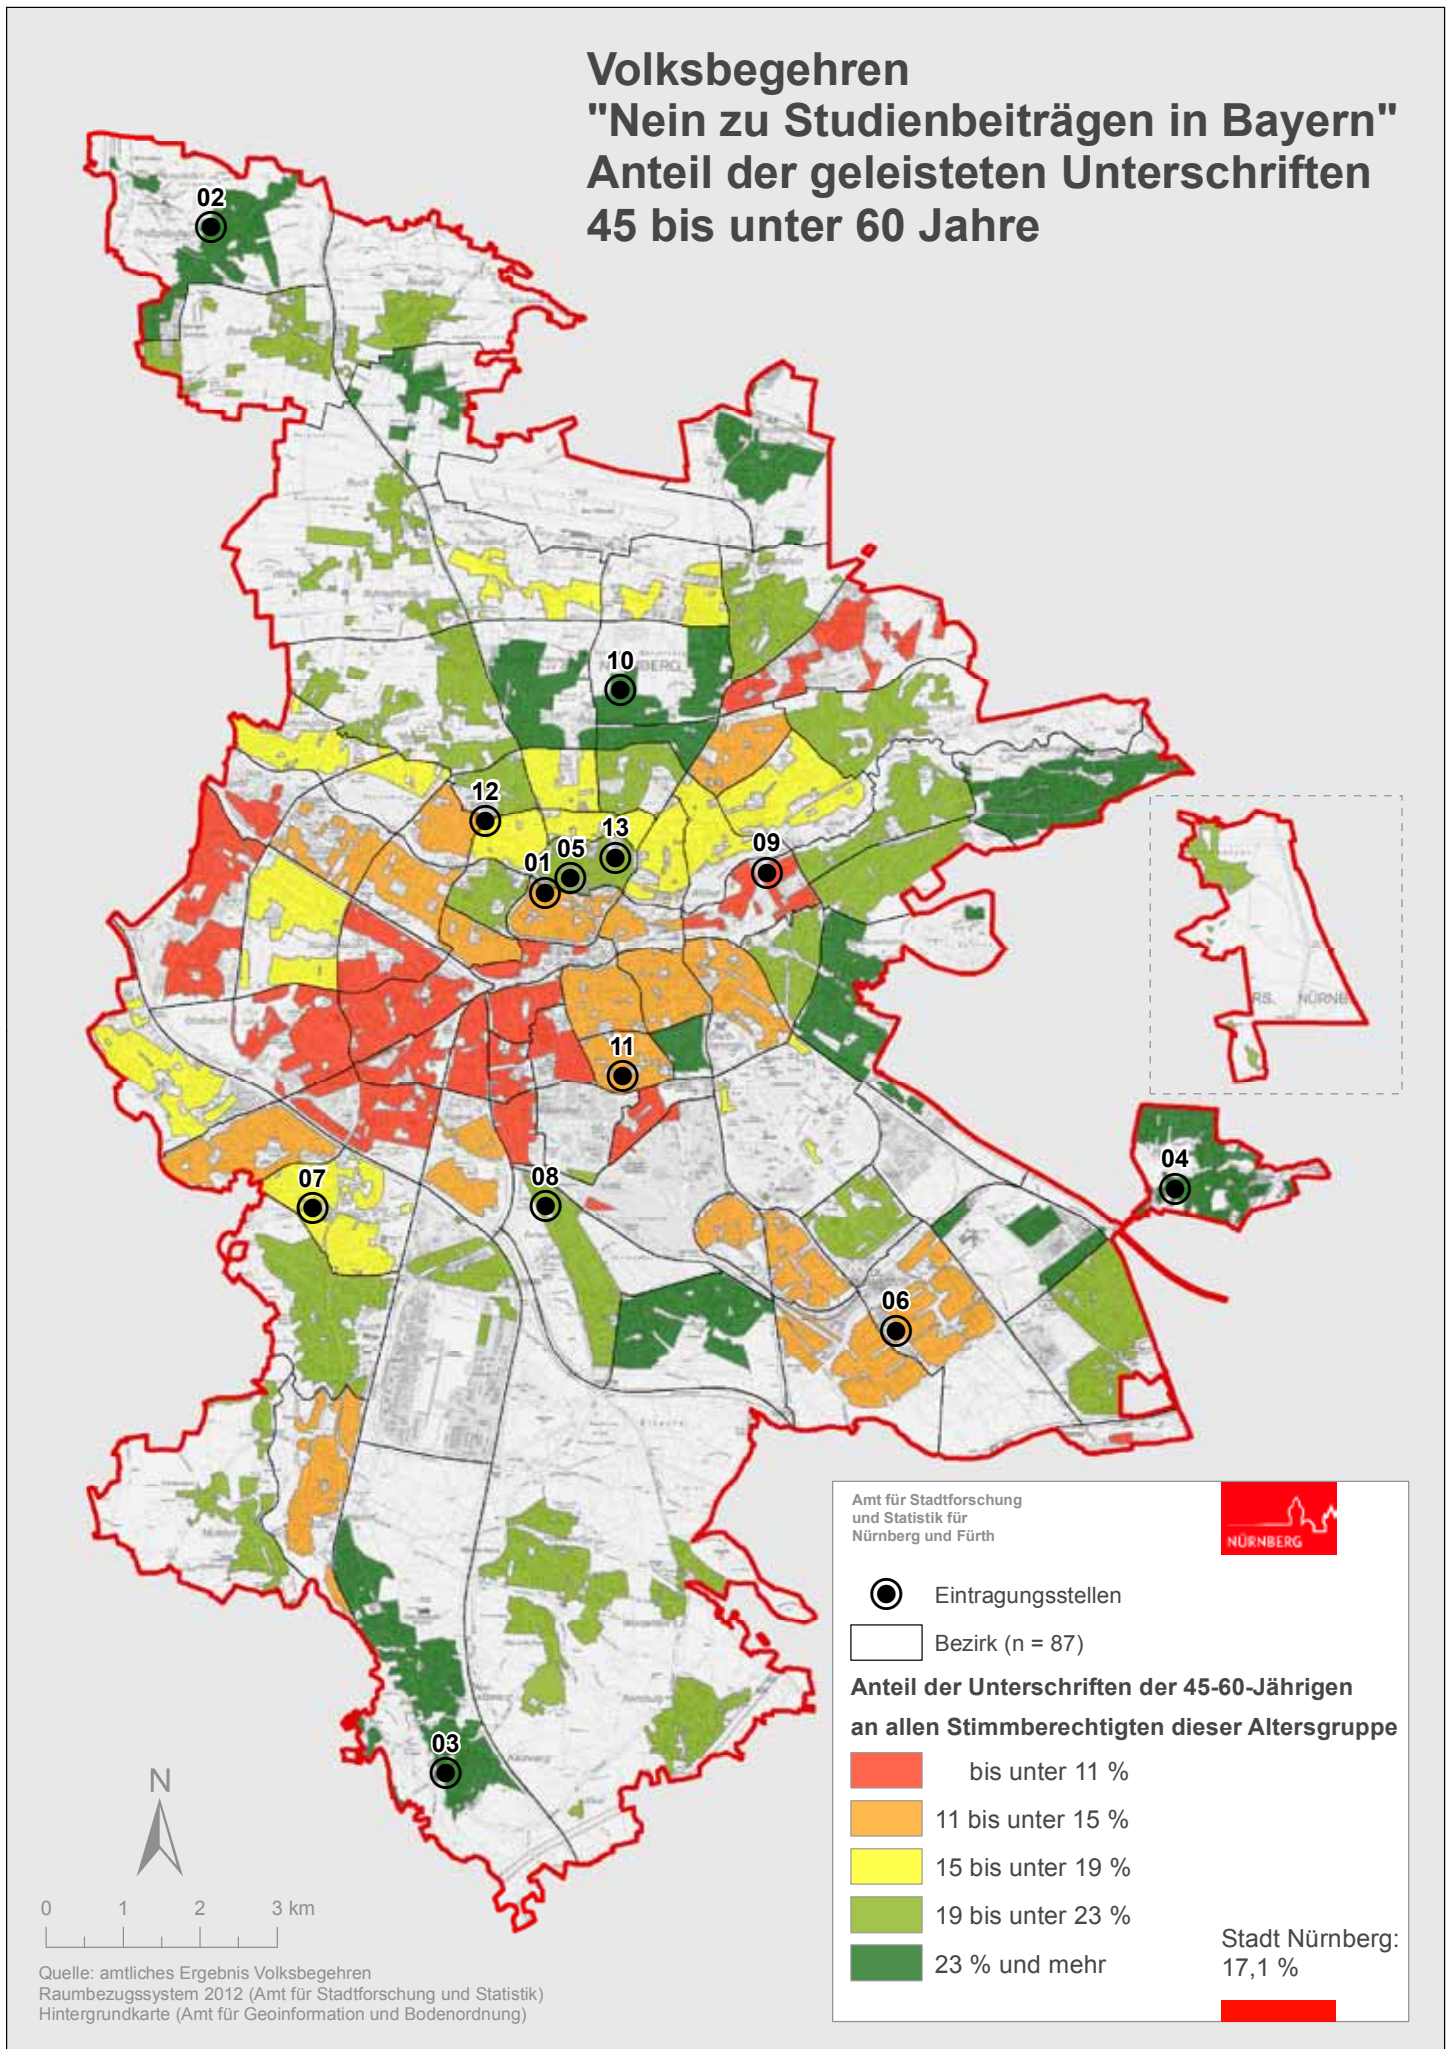 Volksbegehren
"Nein zu Studienbeiträgen in Bayern"
Anteil der geleisteten Unterschriften
45 bis unter 60 Jahre
02
10
12
13
05
01
09
11
07
08
04
06
03
RS. NÜRNB
N
0 1 2 3 km
Quelle: amtliches Ergebnis Volksbegehren
Raumbezugssystem 2012 (Amt für Stadtforschung und Statistik)
Hintergrundkarte (Amt für Geoinformation und Bodenordnung)
Amt für Stadtforschung
und Statistik für
Nürnberg und Fürth
NÜRNBERG
Eintragungsstellen
Bezirk (n = 87)
Anteil der Unterschriften der 45-60-Jährigen
an allen Stimmberechtigten dieser Altersgruppe
bis unter 11 %
11 bis unter 15 %
15 bis unter 19 %
19 bis unter 23 %
23 % und mehr
Stadt Nürnberg:
17,1 %